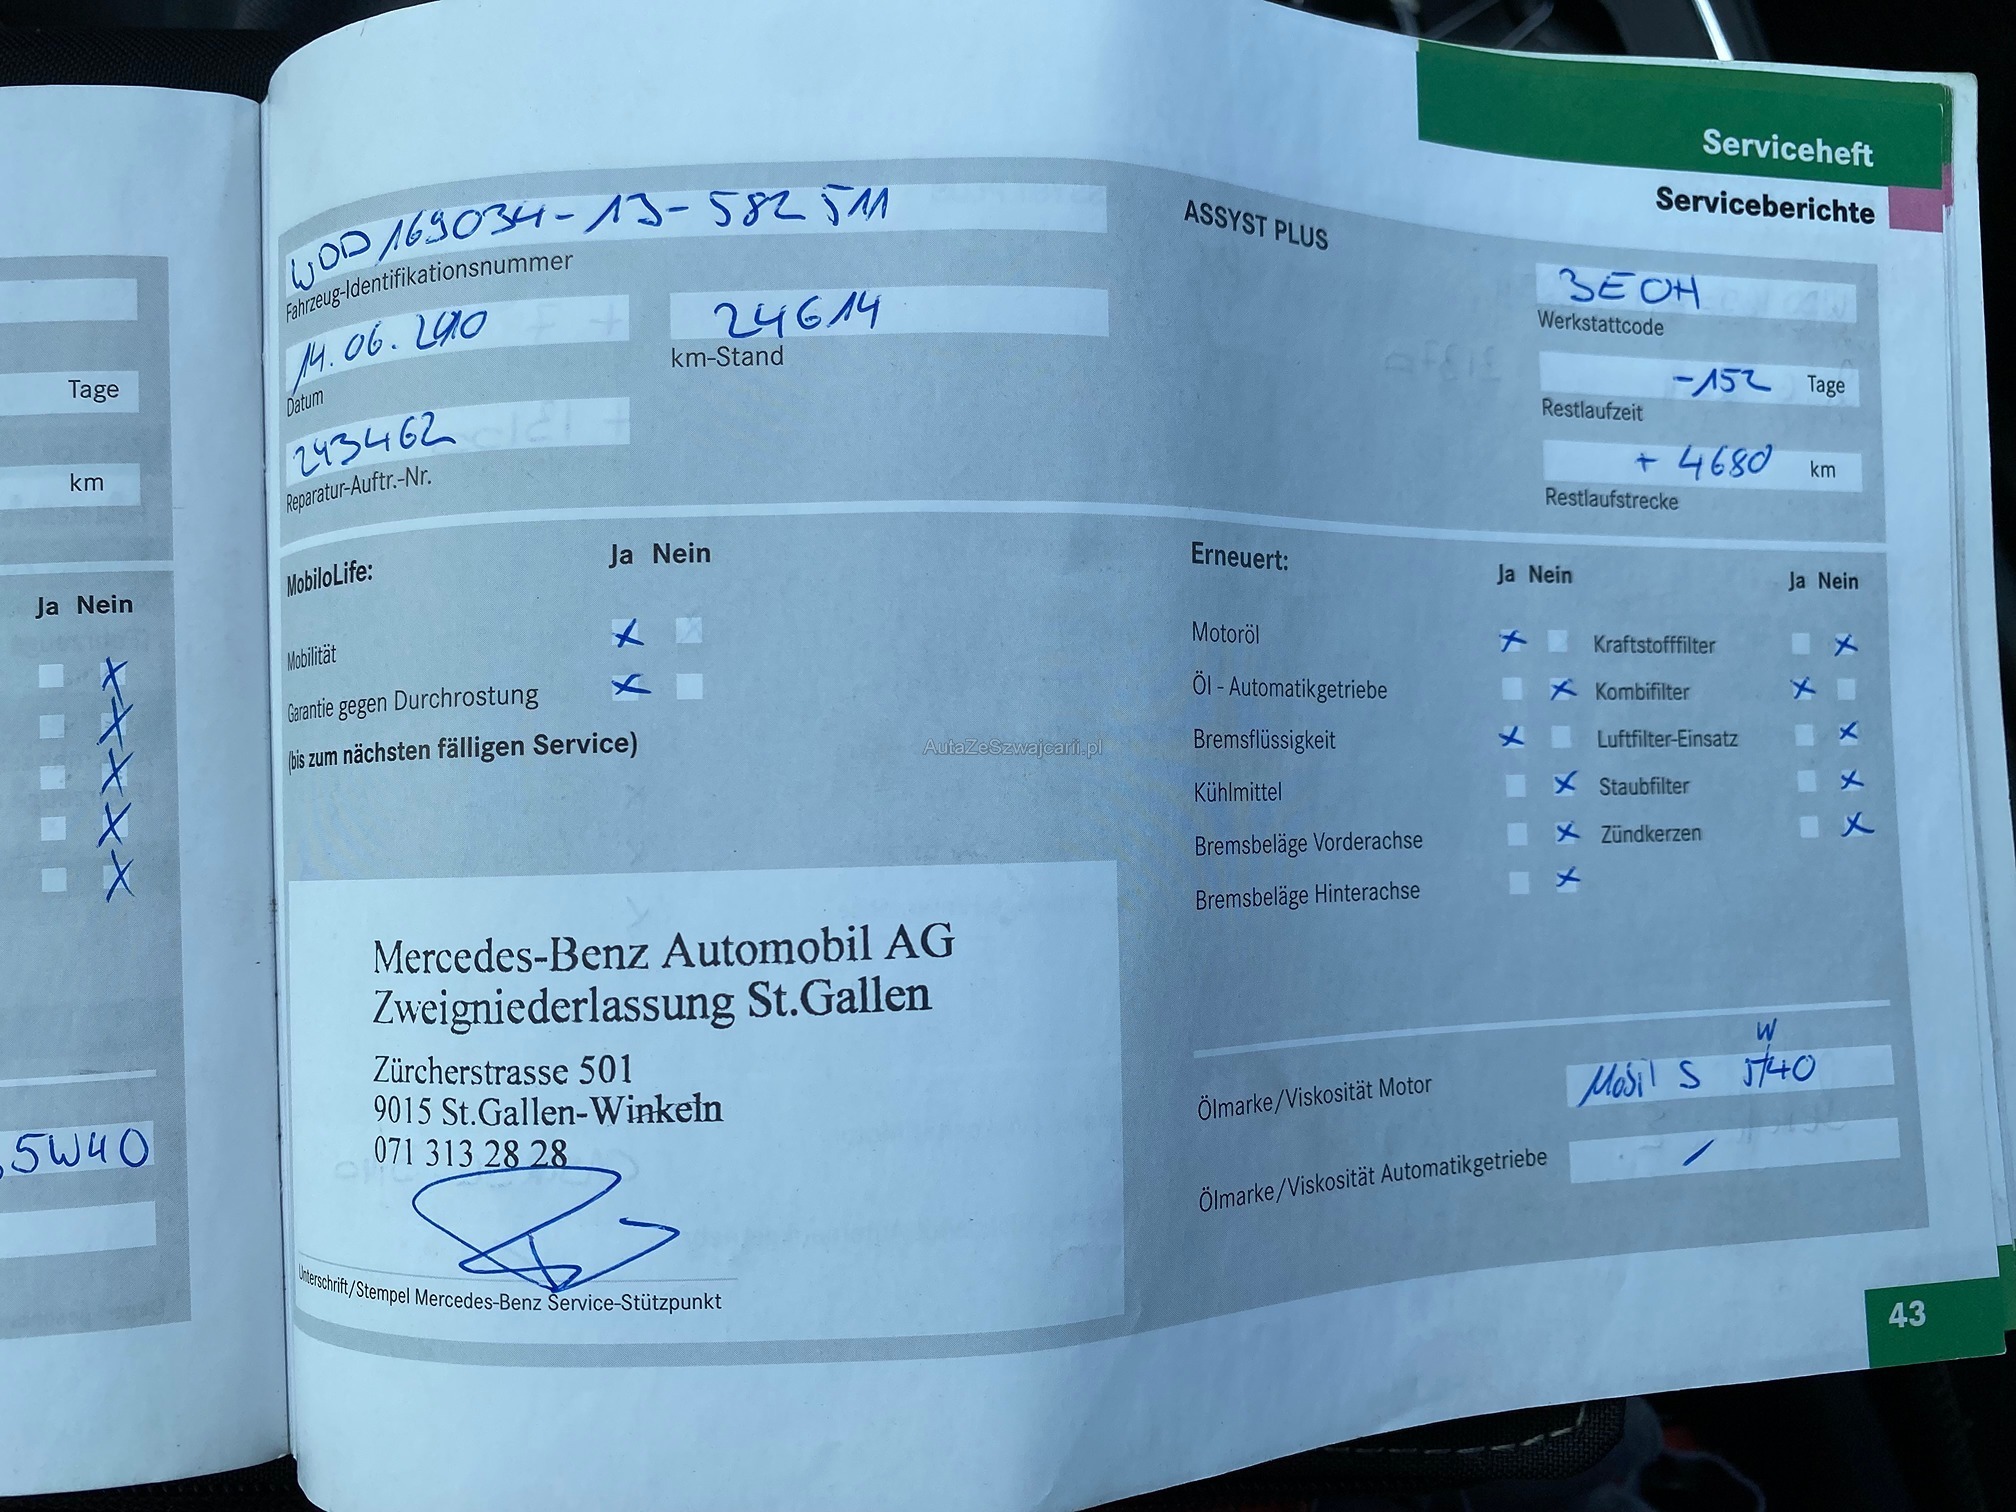 Serviceheft
Serviceberichte
WDD 169034-1J-582 511
Fahrzeug-Identifikationsnummer
14.06.2010
Datum
24614
km-Stand
243462
Reparatur-Auftr.-Nr.
ASSYST PLUS
3EOH
Werkstattcode
-152 Tage
Restlaufzeit
+ 4680 km
Restlaufstrecke
MobiloLife:
Ja Nein
Mobilität
Garantie gegen Durchrostung
(bis zum nächsten fälligen Service)
Erneuert:
Ja Nein
Ja Nein
Motoröl
Kraftstofffilter
Öl - Automatikgetriebe
Kombifilter
Bremsflüssigkeit
Luftfilter-Einsatz
Kühlmittel
Staubfilter
Bremsbeläge Vorderachse
Zündkerzen
Bremsbeläge Hinterachse
AutaZeSzwajcarii.pl
Mercedes-Benz Automobil AG
Zweigniederlassung St.Gallen
Zürcherstrasse 501
9015 St.Gallen-Winkeln
071 313 28 28
Unterschrift/Stempel Mercedes-Benz Service-Stützpunkt
Ölmarke/Viskosität Motor
Mobil S 5W40
Ölmarke/Viskosität Automatikgetriebe
43
Tage
km
Ja Nein
5W40